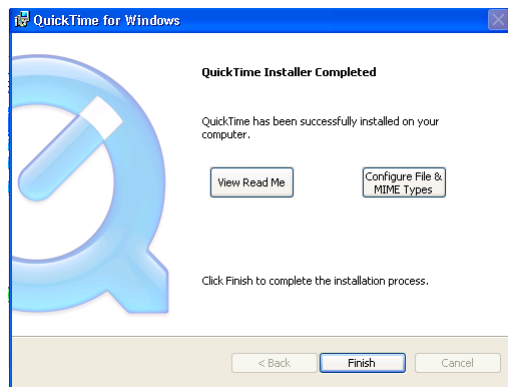 QuickTime for Windows
QuickTime Installer Completed
QuickTime has been successfully installed on your
computer.
View Read Me
Configure File &
MIME Types
Click Finish to complete the installation process.
< Back
Finish
Cancel